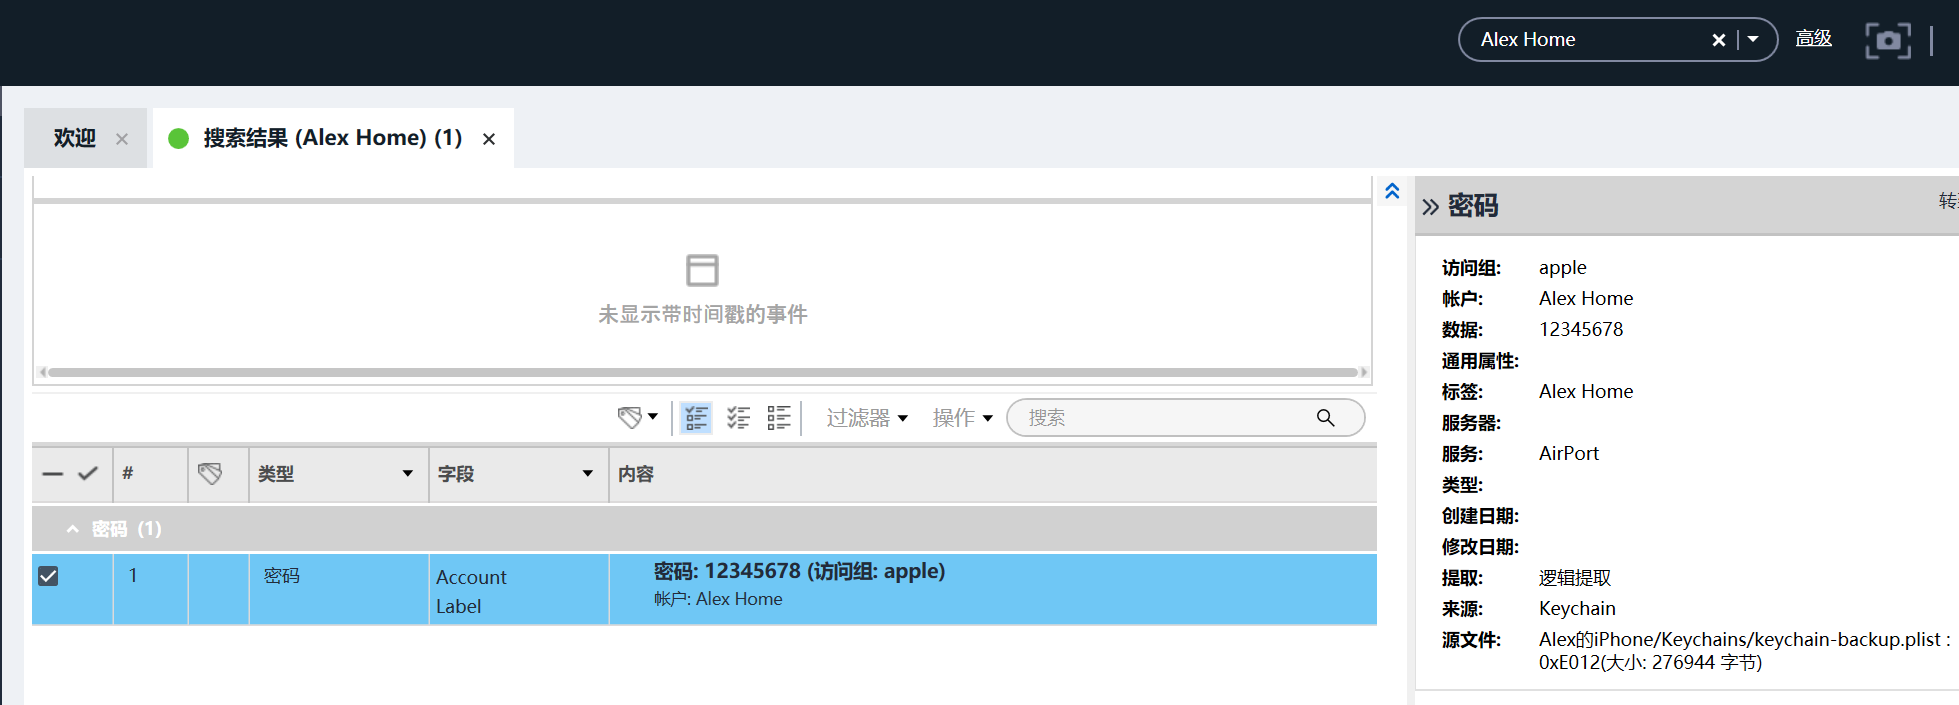 Alex Home
高级
欢迎
搜索结果 (Alex Home) (1)
未显示带时间戳的事件
过滤器
操作
搜索
#
类型
字段
内容
密码 (1)
1
密码
Account
Label
密码: 12345678 (访问组: apple)
帐户: Alex Home
密码
访问组: apple
帐户: Alex Home
数据: 12345678
通用属性:
标签: Alex Home
服务器:
服务: AirPort
类型:
创建日期:
修改日期:
提取: 逻辑提取
来源: Keychain
源文件: Alex的iPhone/Keychains/keychain-backup.plist :
0xE012(大小: 276944 字节)